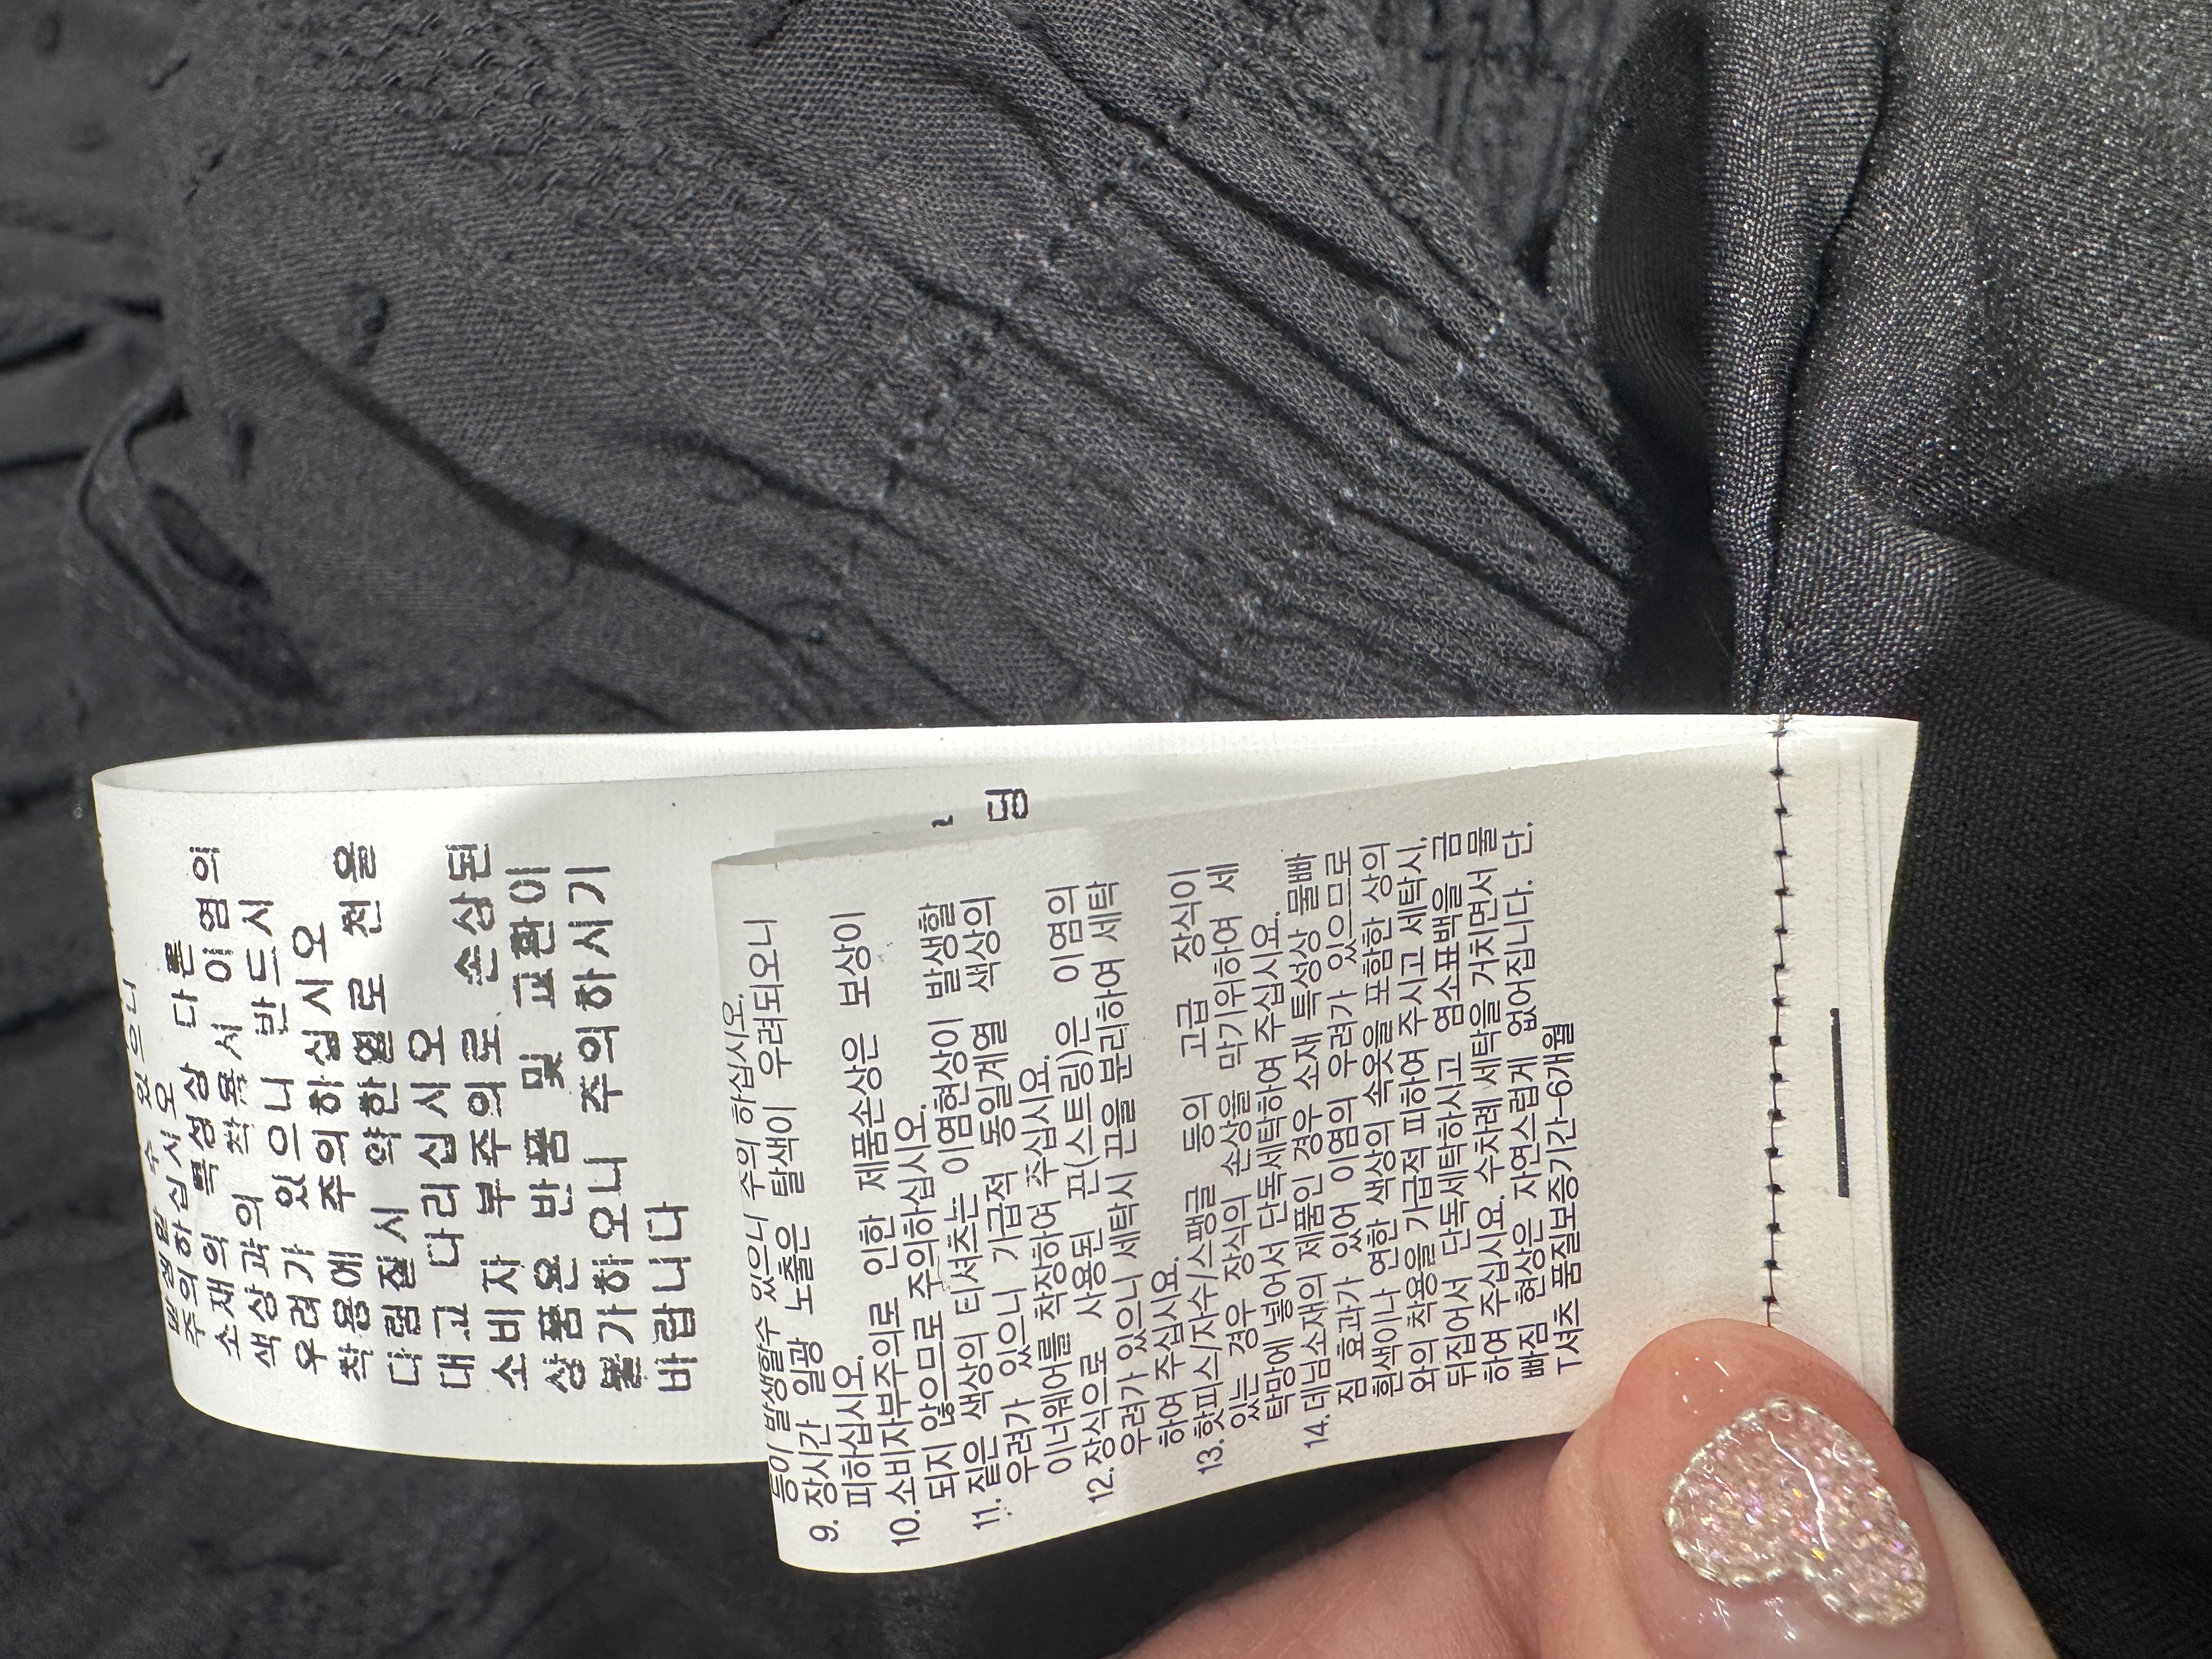 발생할 수 있으니
주의하십시오
소재의 특성상 다른
색상과의 착용시 이염의
우려가 있으니 반드시
착용에 주의하십시오
다림질시 약한열로 천을
대고 다리십시오
소비자 부주의로 손상된
상품은 반품 및 교환이
불가하오니 주의하시기
바랍니다
딩
등이 발생할수 있으니 주의 하십시오.
9. 장시간 일광 노출은 탈색이 우려되오니
피하십시오.
10. 소비자부주의로 인한 제품손상은 보상이
되지 않으므로 주의하십시오.
11. 짙은 색상의 티셔츠는 이염현상이 발생할
우려가 있으니 가급적 동일계열 색상의
이너웨어를 착장하여 주십시요.
12. 장식으로 사용된 끈(스트링)은 이염의
우려가 있으니 세탁시 끈을 분리하여 세탁
하여 주십시요.
13. 핫피스/자수/스팽글 등의 고급 장식이
있는 경우 장식의 손상을 막기위하여 세
탁망에 넣어서 단독세탁하여 주십시요.
14. 데님소재의 제품인 경우 소재 특성상 물빠
짐 효과가 있어 이염의 우려가 있으므로
흰색이나 연한 색상의 속옷을 포함한 상의
와의 착용을 가급적 피하여 주시고 세탁시,
뒤집어서 단독세탁하시고 염소표백을 금
하여 주십시요. 수차례 세탁을 거치면서 물
빠짐 현상은 자연스럽게 없어집니다. 단.
T셔츠 품질보증기간-6개월